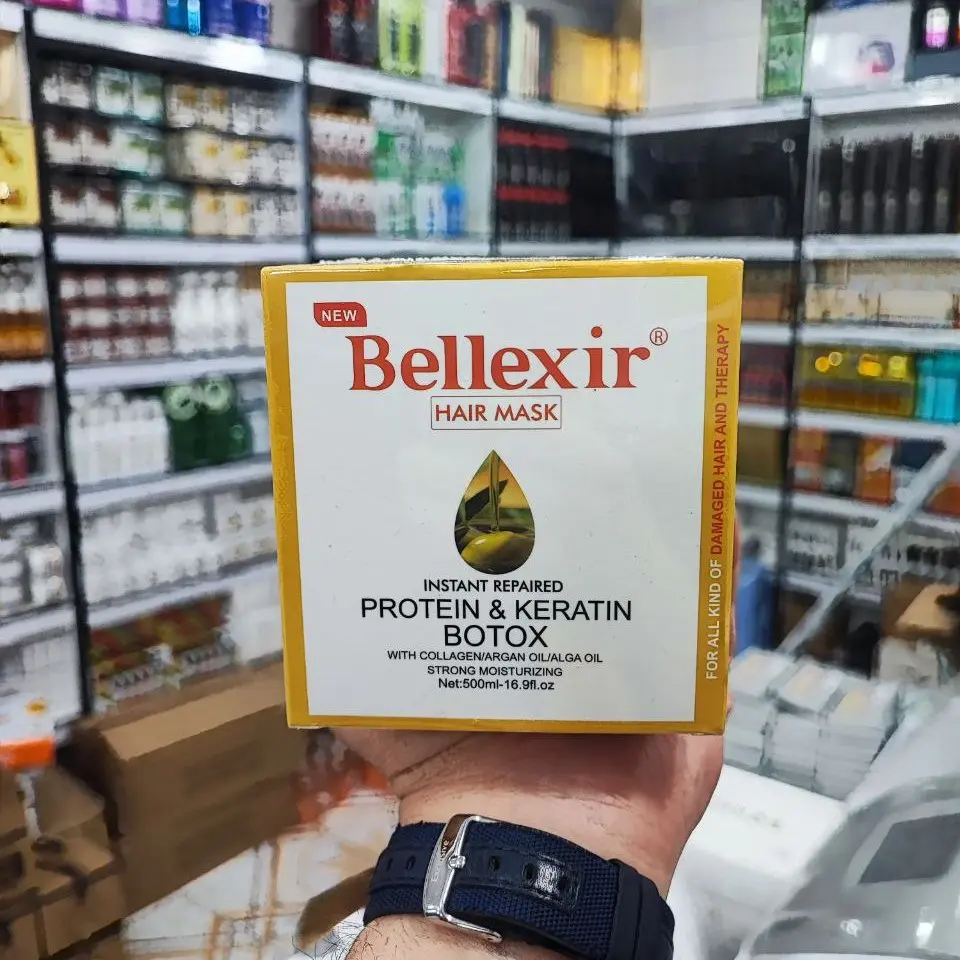 NEW
Bellexir®
HAIR MASK
INSTANT REPAIRED
PROTEIN & KERATIN
BOTOX
WITH COLLAGEN/ARGAN OIL/ALGA OIL
STRONG MOISTURIZING
Net:500ml-16.9fl.oz
FOR ALL KIND OF DAMAGED HAIR AND THERAPY